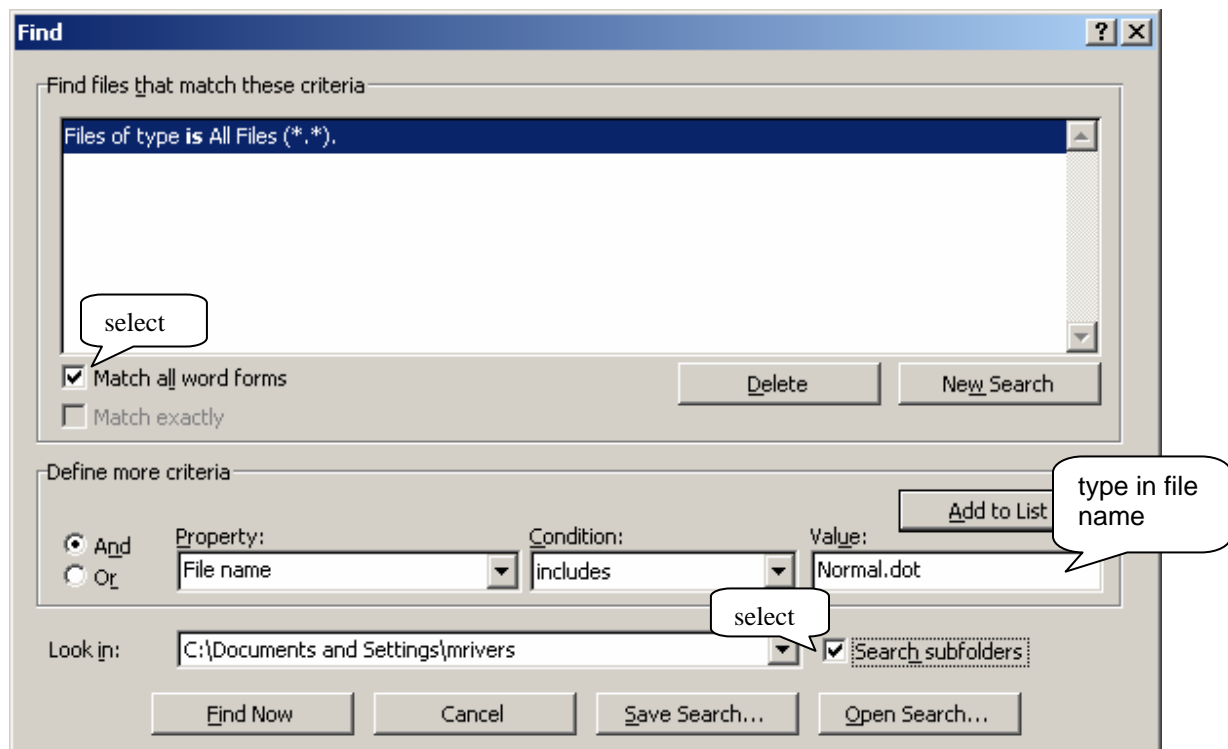 Find
Find files that match these criteria
Files of type is All Files (*.*).
select
Match all word forms
Delete
New Search
Match exactly
Define more criteria
type in file
name
Add to List
And
Or
Property:
Condition:
Value:
File name
includes
Normal.dot
select
Look in:
C:\Documents and Settings\mrivers
Search subfolders
Find Now
Cancel
Save Search...
Open Search...